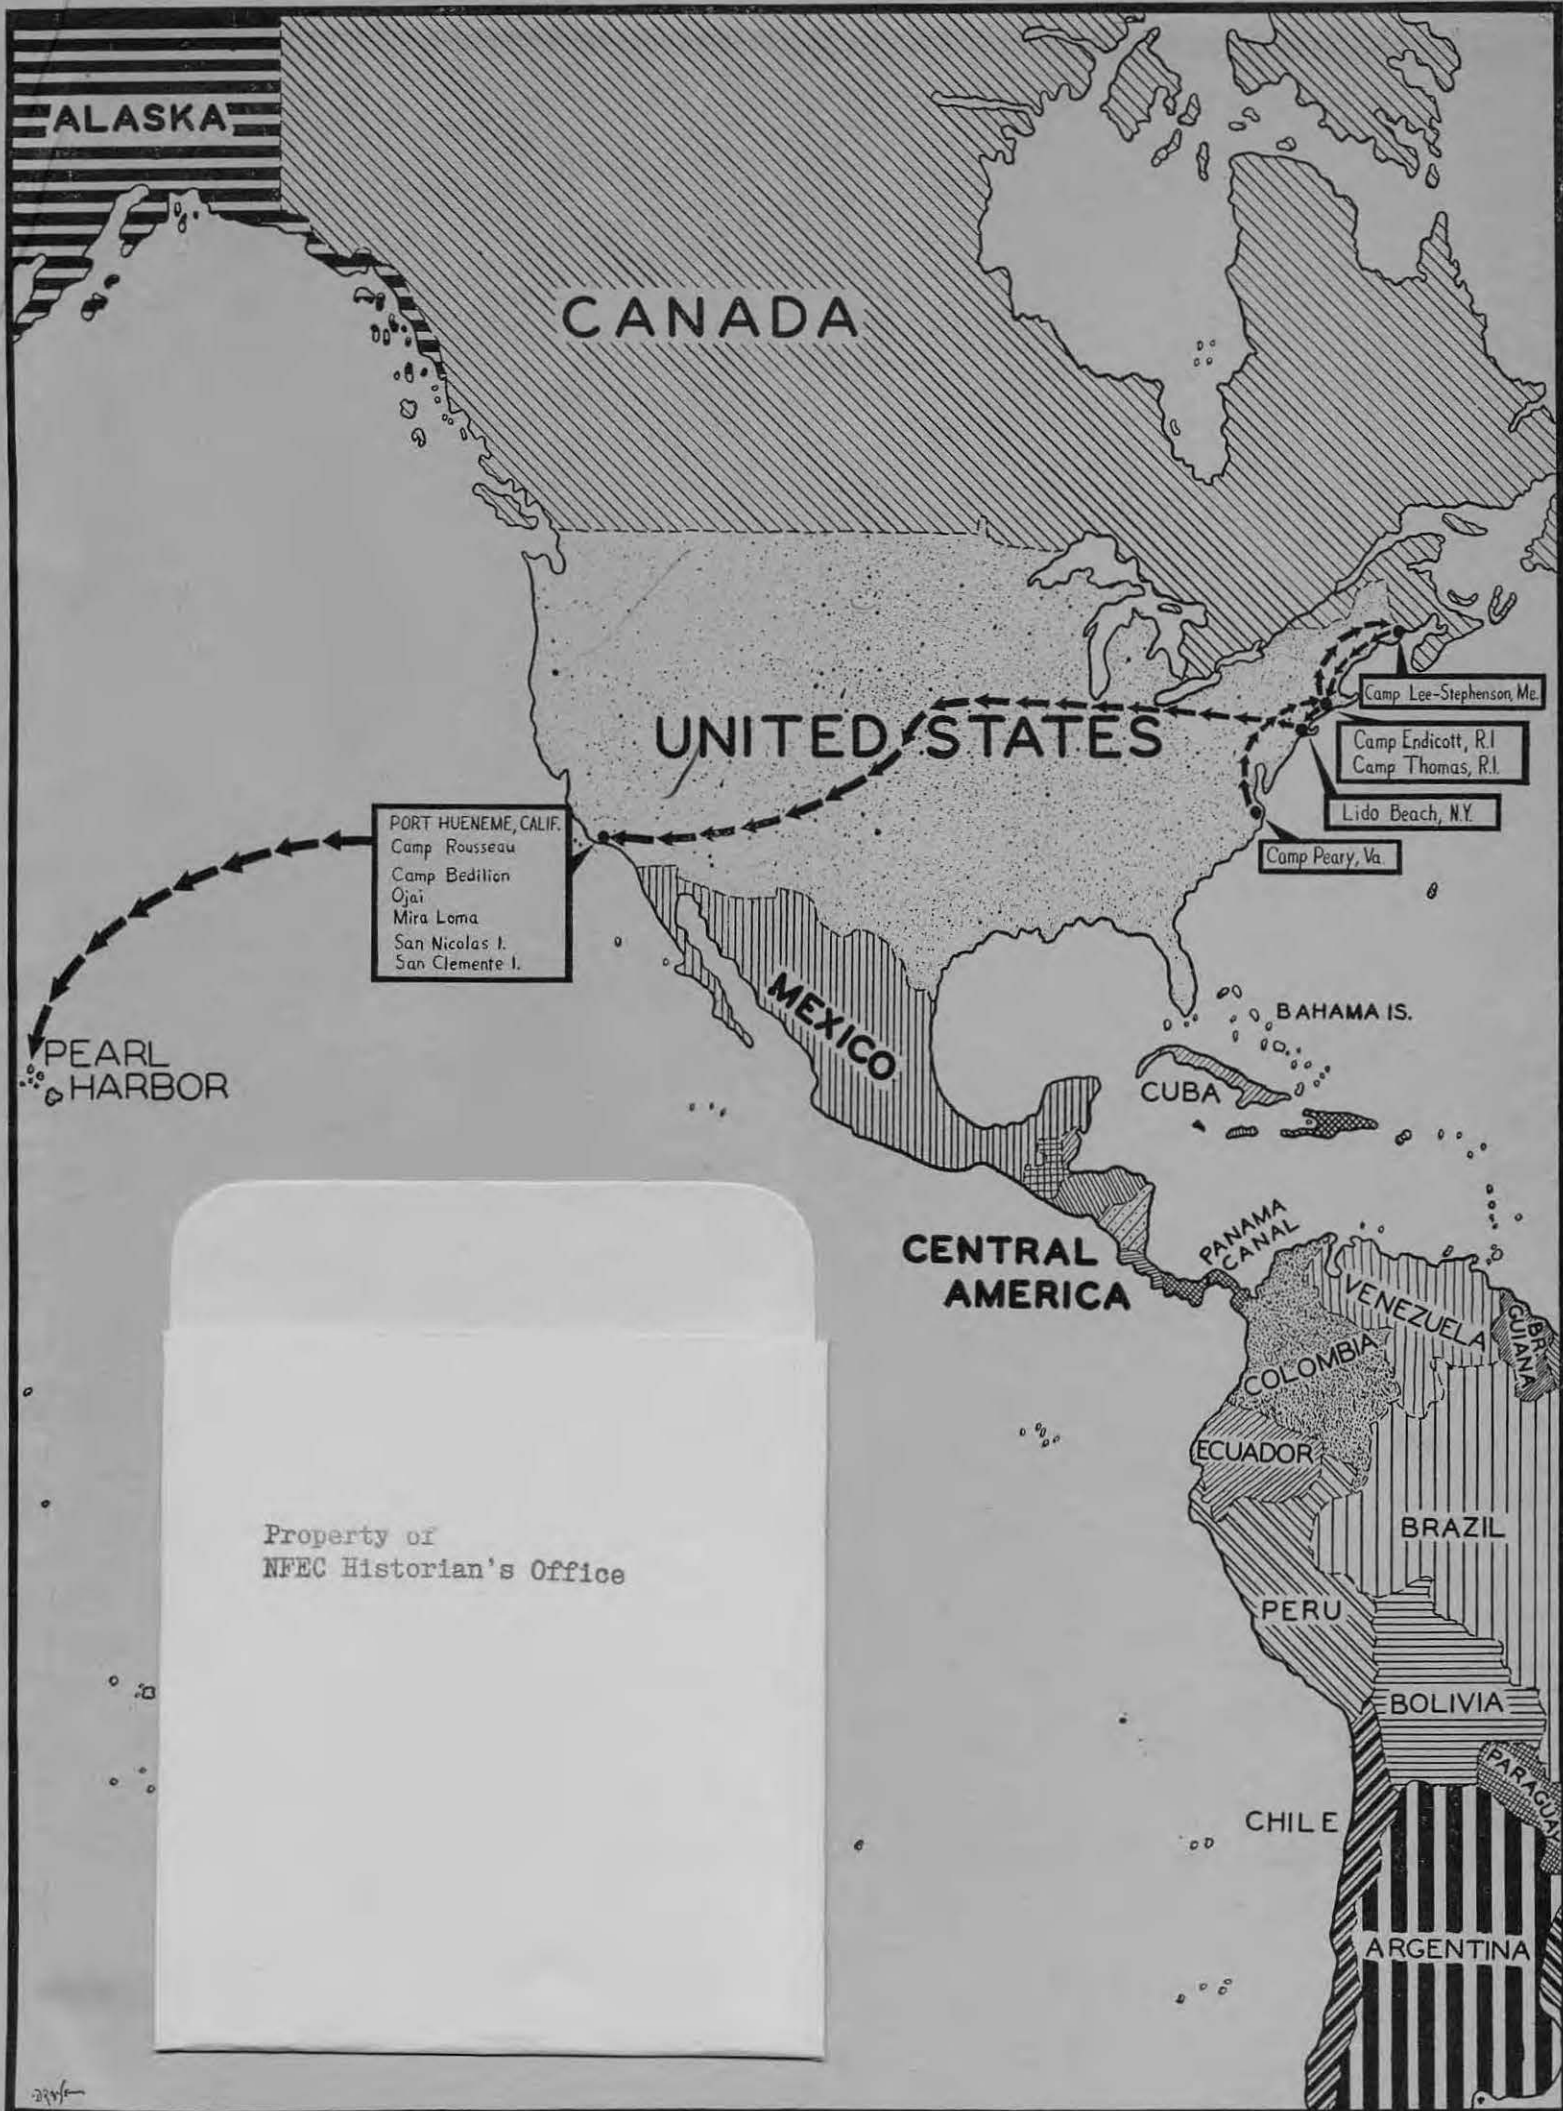 ALASKA
CANADA
UNITED STATES
Camp Lee-Stephenson, Me.
Camp Endicott, R.I
Camp Thomas, R.I.
Lido Beach, N.Y.
Camp Peary, Va.
PORT HUENEME, CALIF.
Camp Rousseau
Camp Bedilion
Ojai
Mira Loma
San Nicolas I.
San Clemente I.
PEARL
HARBOR
MEXICO
BAHAMA IS.
CUBA
CENTRAL
AMERICA
PANAMA
CANAL
VENEZUELA
BR.
GUIANA
COLOMBIA
ECUADOR
BRAZIL
PERU
BOLIVIA
PARAGUAY
CHILE
ARGENTINA
Property of
NFEC Historian's Office